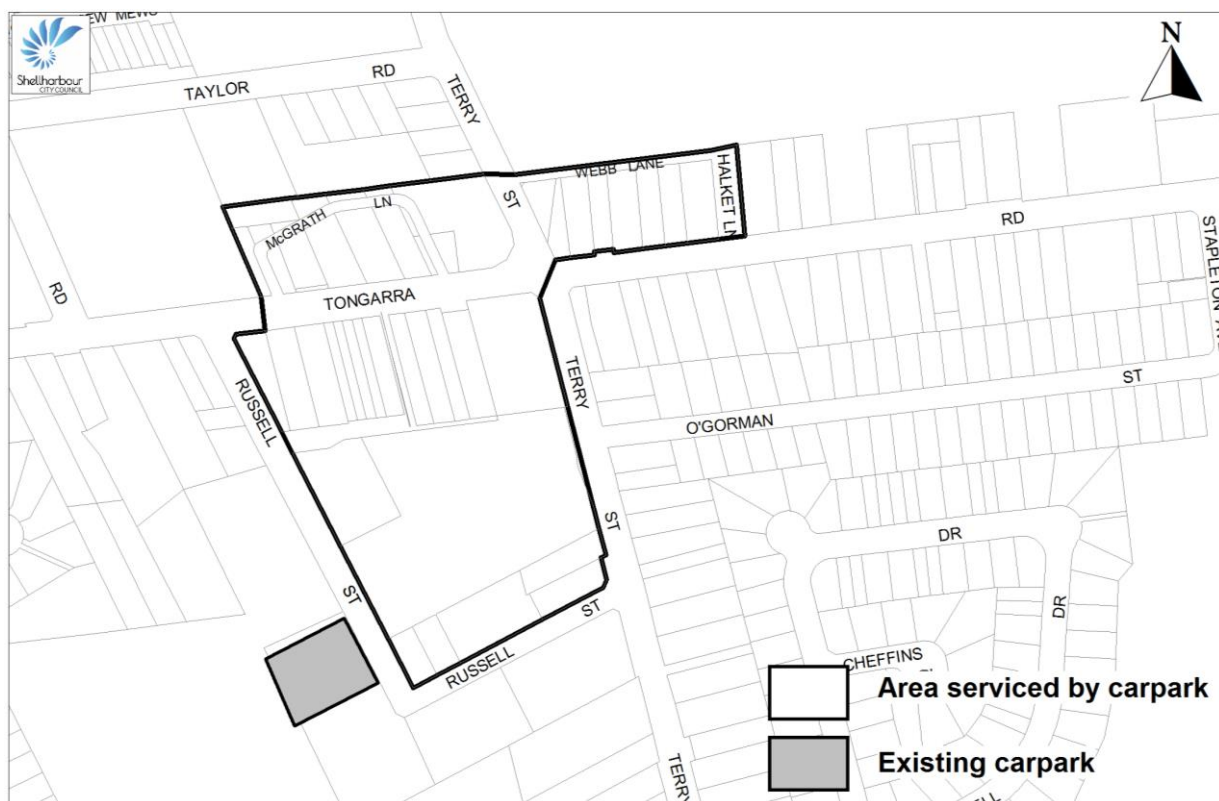 MEWS
Shellharbour
CITY COUNCIL
TAYLOR
RD
TERRY
ST
N
WEBB LANE
HALKET LN
McGRATH
LN
RD
TONGARRA
RD
STAPLETON
RUSSELL
ST
TERRY
ST
O'GORMAN
ST
DR
DR
RUSSELL
ST
CHEFFINS
TERRY
Area serviced by carpark
Existing carpark